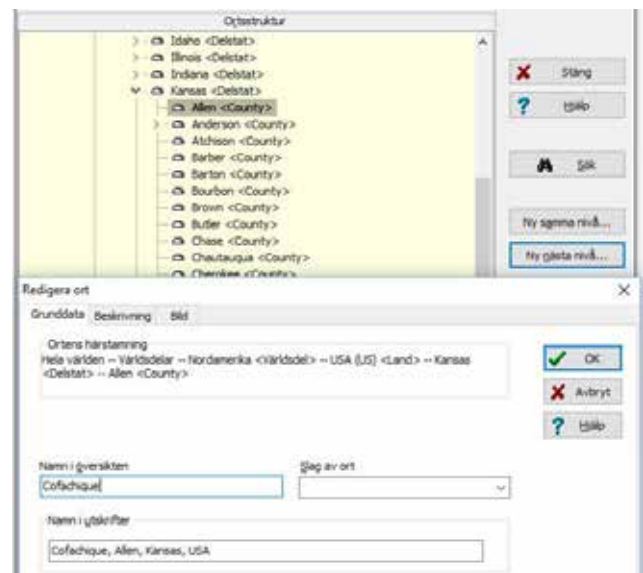 Ortsstruktur
Idaho <Delstat>
Illinois <Delstat>
Indiana <Delstat>
Kansas <Delstat>
Allen <County>
Anderson <County>
Atchison <County>
Barber <County>
Barton <County>
Bourbon <County>
Brown <County>
Butler <County>
Chase <County>
Chautauqua <County>
Cherokee <County>
Stäng
Hjälp
Sök
Ny samma nivå...
Ny nästa nivå...
Redigera ort
Grunddata Beskrivning Bild
Ortens härstamning
Hela världen -- Världsdelar -- Nordamerika <Världsdel> -- USA (US) <Land> -- Kansas
<Delstat> -- Allen <County>
OK
Avbryt
Hjälp
Namn i översikten Slag av ort
Cofachique
Namn i utskrifter
Cofachique, Allen, Kansas, USA